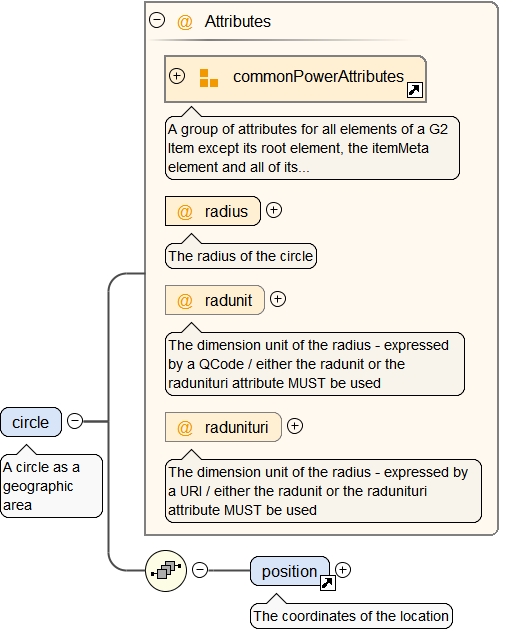 @ Attributes
commonPowerAttributes
A group of attributes for all elements of a G2
Item except its root element, the itemMeta
element and all of its...
@ radius
The radius of the circle
@ radunit
The dimension unit of the radius - expressed
by a QCode / either the radunit or the
radunituri attribute MUST be used
@ radunituri
The dimension unit of the radius - expressed by
a URI / either the radunit or the radunituri
attribute MUST be used
circle
A circle as a
geographic
area
position
The coordinates of the location